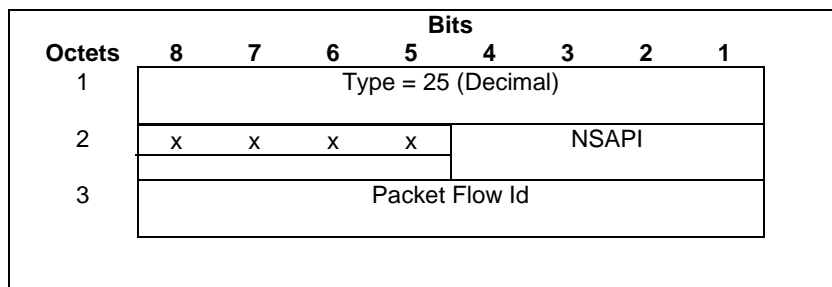 Bits
Octets 8 7 6 5 4 3 2 1
1 Type = 25 (Decimal)
2 x x x x NSAPI
3 Packet Flow Id